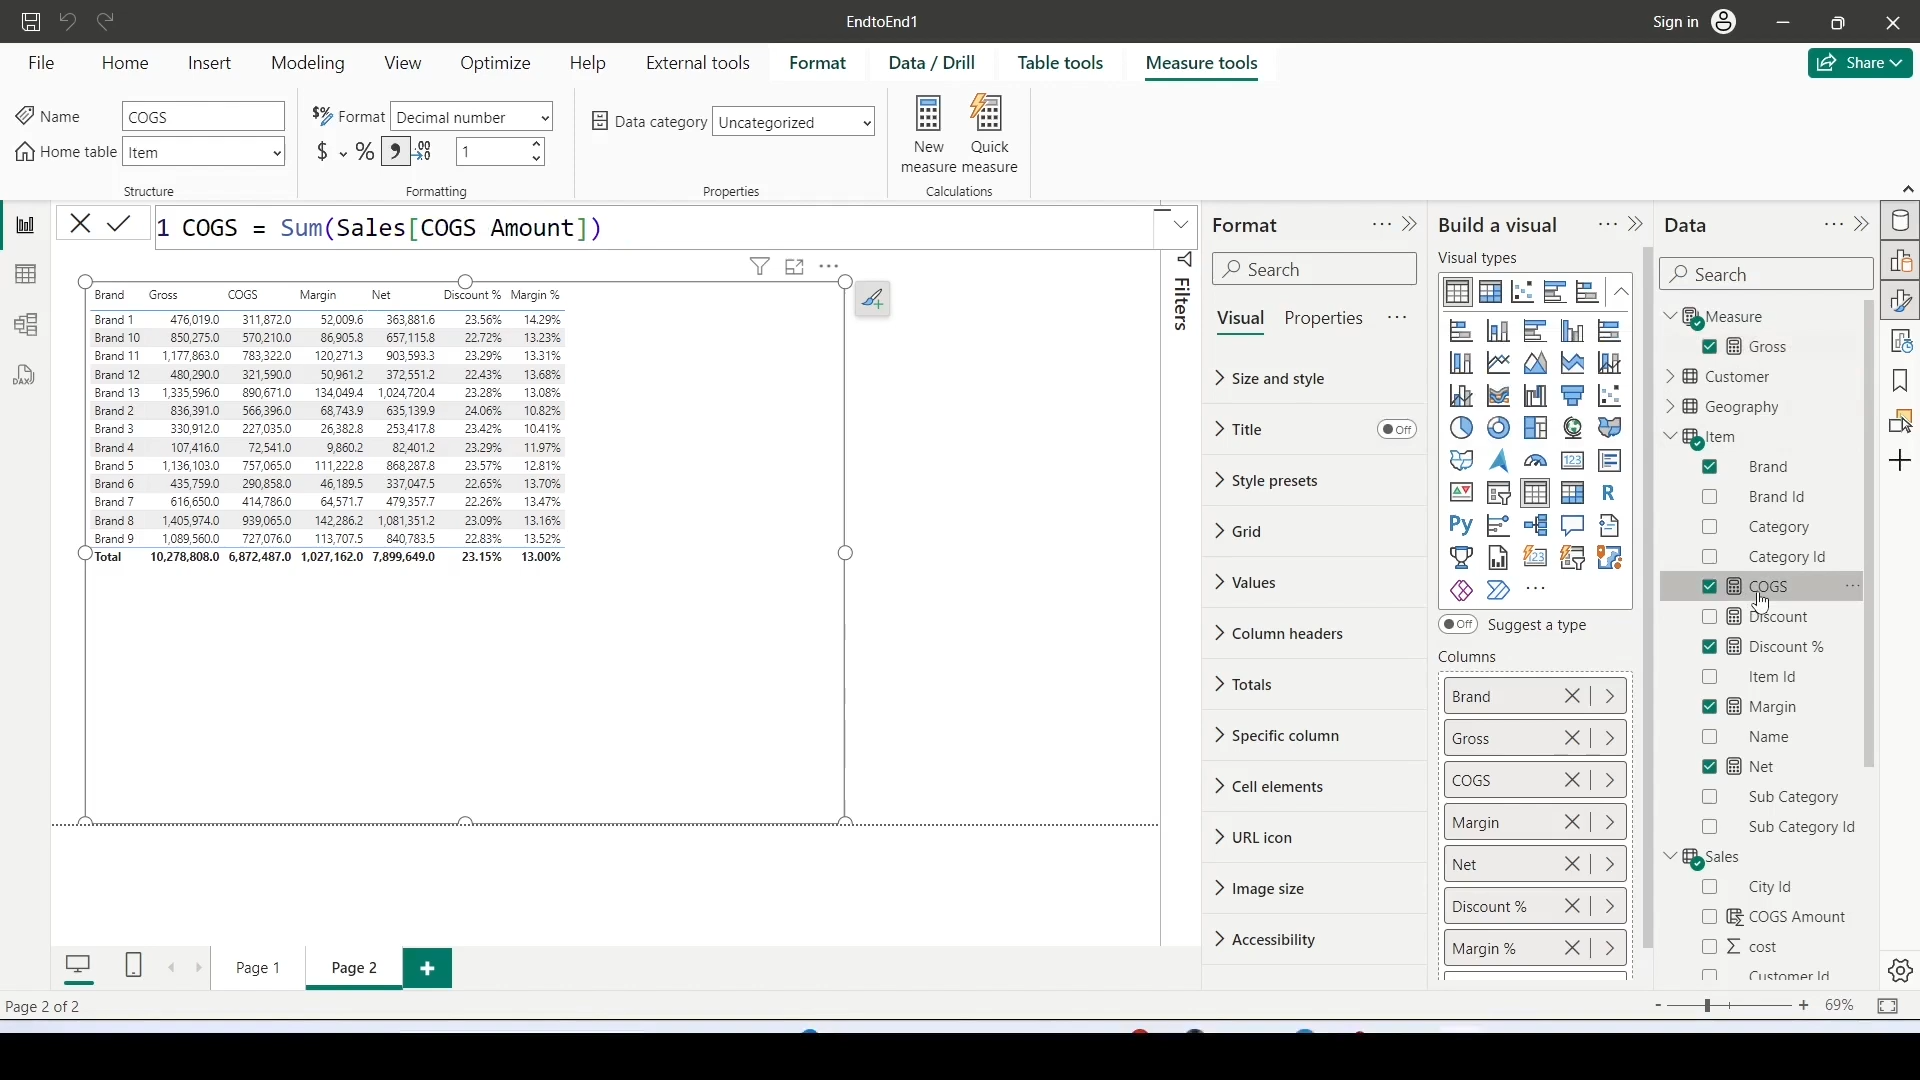 EndtoEnd1
Sign in
File Home Insert Modeling View Optimize Help External tools Format Data / Drill Table tools Measure tools
Share
Name COGS
Home table Item
Structure
Format Decimal number
$ % 1
Formatting
Data category Uncategorized
Properties
New measure
Quick measure
Calculations
1 COGS = Sum(Sales[COGS Amount])
Brand Gross COGS Margin Net Discount % Margin %
Brand 1 476,019.0 311,872.0 52,009.6 363,881.6 23.56% 14.29%
Brand 10 850,275.0 570,210.0 86,905.8 657,115.8 22.72% 13.23%
Brand 11 1,177,863.0 783,322.0 120,271.3 903,593.3 23.29% 13.31%
Brand 12 480,290.0 321,590.0 50,961.2 372,551.2 22.43% 13.68%
Brand 13 1,335,596.0 890,671.0 134,049.4 1,024,720.4 23.28% 13.08%
Brand 2 836,391.0 566,396.0 68,743.9 635,139.9 24.06% 10.82%
Brand 3 330,912.0 227,035.0 26,382.8 253,417.8 23.42% 10.41%
Brand 4 107,416.0 72,541.0 9,860.2 82,401.2 23.29% 11.97%
Brand 5 1,136,103.0 757,065.0 111,222.8 868,287.8 23.57% 12.81%
Brand 6 435,759.0 290,858.0 46,189.5 337,047.5 22.65% 13.70%
Brand 7 616,650.0 414,786.0 64,571.7 479,357.7 22.26% 13.47%
Brand 8 1,405,974.0 939,065.0 142,286.2 1,081,351.2 23.09% 13.16%
Brand 9 1,089,560.0 727,076.0 113,707.5 840,783.5 22.83% 13.52%
Total 10,278,808.0 6,872,487.0 1,027,162.0 7,899,649.0 23.15% 13.00%
Filters
Format
Search
Visual Properties
Size and style
Title Off
Style presets
Grid
Values
Column headers
Totals
Specific column
Cell elements
URL icon
Image size
Accessibility
Build a visual
Visual types
R
Py
123
Off Suggest a type
Columns
Brand
Gross
COGS
Margin
Net
Discount %
Margin %
Data
Search
Measure
Gross
Customer
Geography
Item
Brand
Brand Id
Category
Category Id
COGS
Discount
Discount %
Item Id
Margin
Name
Net
Sub Category
Sub Category Id
Sales
City Id
COGS Amount
cost
Customer Id
DAX
Page 1 Page 2
Page 2 of 2
- + 69%